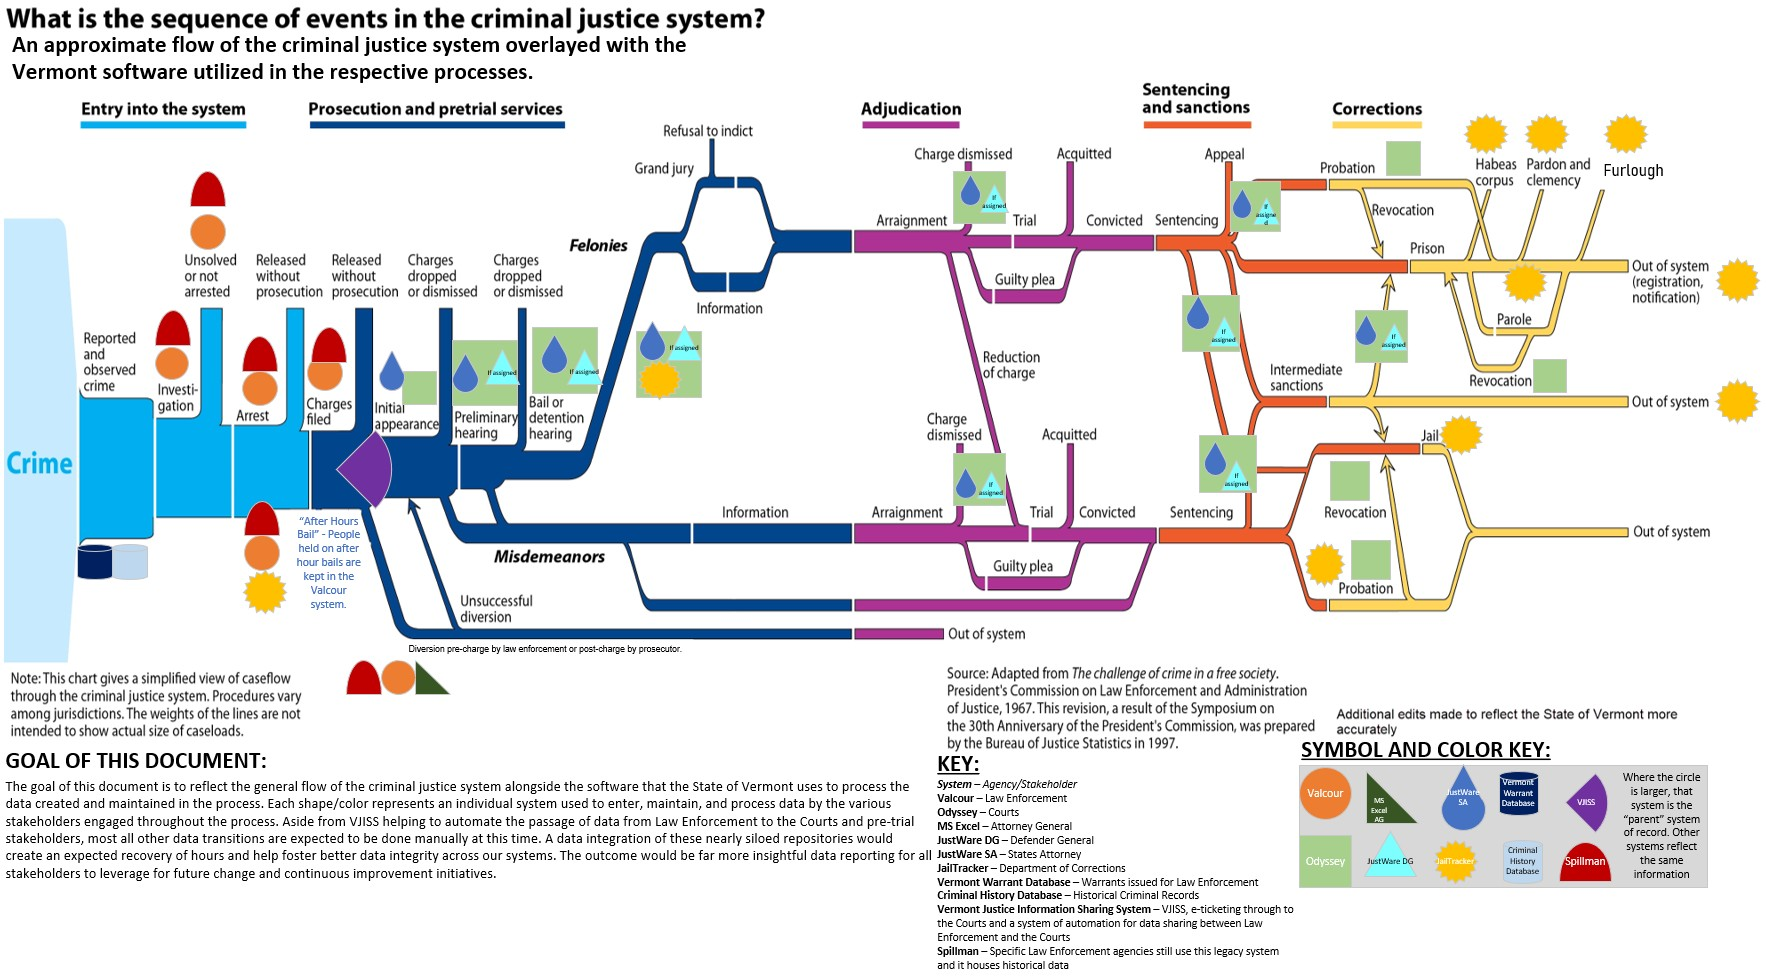 What is the sequence of events in the criminal justice system?
An approximate flow of the criminal justice system overlayed with the
Vermont software utilized in the respective processes.
Entry into the system
Prosecution and pretrial services
Adjudication
Sentencing
and sanctions
Corrections
Refusal to indict
Grand jury
Charge dismissed
Acquitted
Appeal
Probation
Habeas
corpus
Pardon and
clemency
Furlough
If
assigned
If
assigne
d
Arraignment
Trial
Convicted
Sentencing
Revocation
Felonies
Prison
Unsolved
or not
arrested
Released
without
prosecution
Released
without
prosecution
Charges
dropped
or dismissed
Charges
dropped
or dismissed
Information
Guilty plea
Out of system
(registration,
notification)
Parole
Reported
and
observed
crime
Investi-
gation
Arrest
Charges
filed
Initial
appearance
If assigned
Preliminary
hearing
If assigned
Bail or
detention
hearing
If assigned
Reduction
of charge
If
assigned
If
assigned
Intermediate
sanctions
Revocation
Out of system
Crime
Charge
dismissed
Acquitted
Jail
If
assigned
If
assigned
Information
Arraignment
Trial
Convicted
Sentencing
Revocation
"After Hours
Bail" - People
held on after
hour bails are
kept in the
Valcour
system.
Misdemeanors
Guilty plea
Probation
Out of system
Unsuccessful
diversion
Out of system
Diversion pre-charge by law enforcement or post-charge by prosecutor.
Note: This chart gives a simplified view of caseflow
through the criminal justice system. Procedures vary
among jurisdictions. The weights of the lines are not
intended to show actual size of caseloads.
Source: Adapted from The challenge of crime in a free society.
President's Commission on Law Enforcement and Administration
of Justice, 1967. This revision, a result of the Symposium on
the 30th Anniversary of the President's Commission, was prepared
by the Bureau of Justice Statistics in 1997.
Additional edits made to reflect the State of Vermont more
accurately
GOAL OF THIS DOCUMENT:
The goal of this document is to reflect the general flow of the criminal justice system alongside the software that the State of Vermont uses to process the
data created and maintained in the process. Each shape/color represents an individual system used to enter, maintain, and process data by the various
stakeholders engaged throughout the process. Aside from VJISS helping to automate the passage of data from Law Enforcement to the Courts and pre-trial
stakeholders, most all other data transitions are expected to be done manually at this time. A data integration of these nearly siloed repositories would
create an expected recovery of hours and help foster better data integrity across our systems. The outcome would be far more insightful data reporting for all
stakeholders to leverage for future change and continuous improvement initiatives.
KEY:
System – Agency/Stakeholder
Valcour – Law Enforcement
Odyssey – Courts
MS Excel – Attorney General
JustWare DG – Defender General
JustWare SA – States Attorney
JailTracker – Department of Corrections
Vermont Warrant Database – Warrants issued for Law Enforcement
Criminal History Database – Historical Criminal Records
Vermont Justice Information Sharing System – VJISS, e-ticketing through to
the Courts and a system of automation for data sharing between Law
Enforcement and the Courts
Spillman – Specific Law Enforcement agencies still use this legacy system
and it houses historical data
SYMBOL AND COLOR KEY:
Valcour
MS
Excel
AG
JustWare
SA
Vermont
Warrant
Database
VJISS
Odyssey
JustWare DG
JailTracker
Criminal
History
Database
Spillman
Where the circle
is larger, that
system is the
"parent" system
of record. Other
systems reflect
the same
information